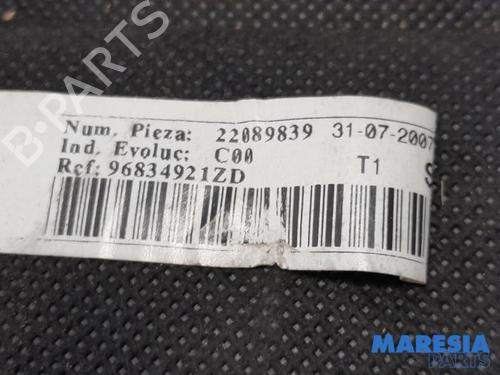 Num. Pieza: 22089839 31-07-2007
Ind. Evoluc: C00
Ref: 96834921ZD
T1
B-PARTS
MARESIA
PARTS